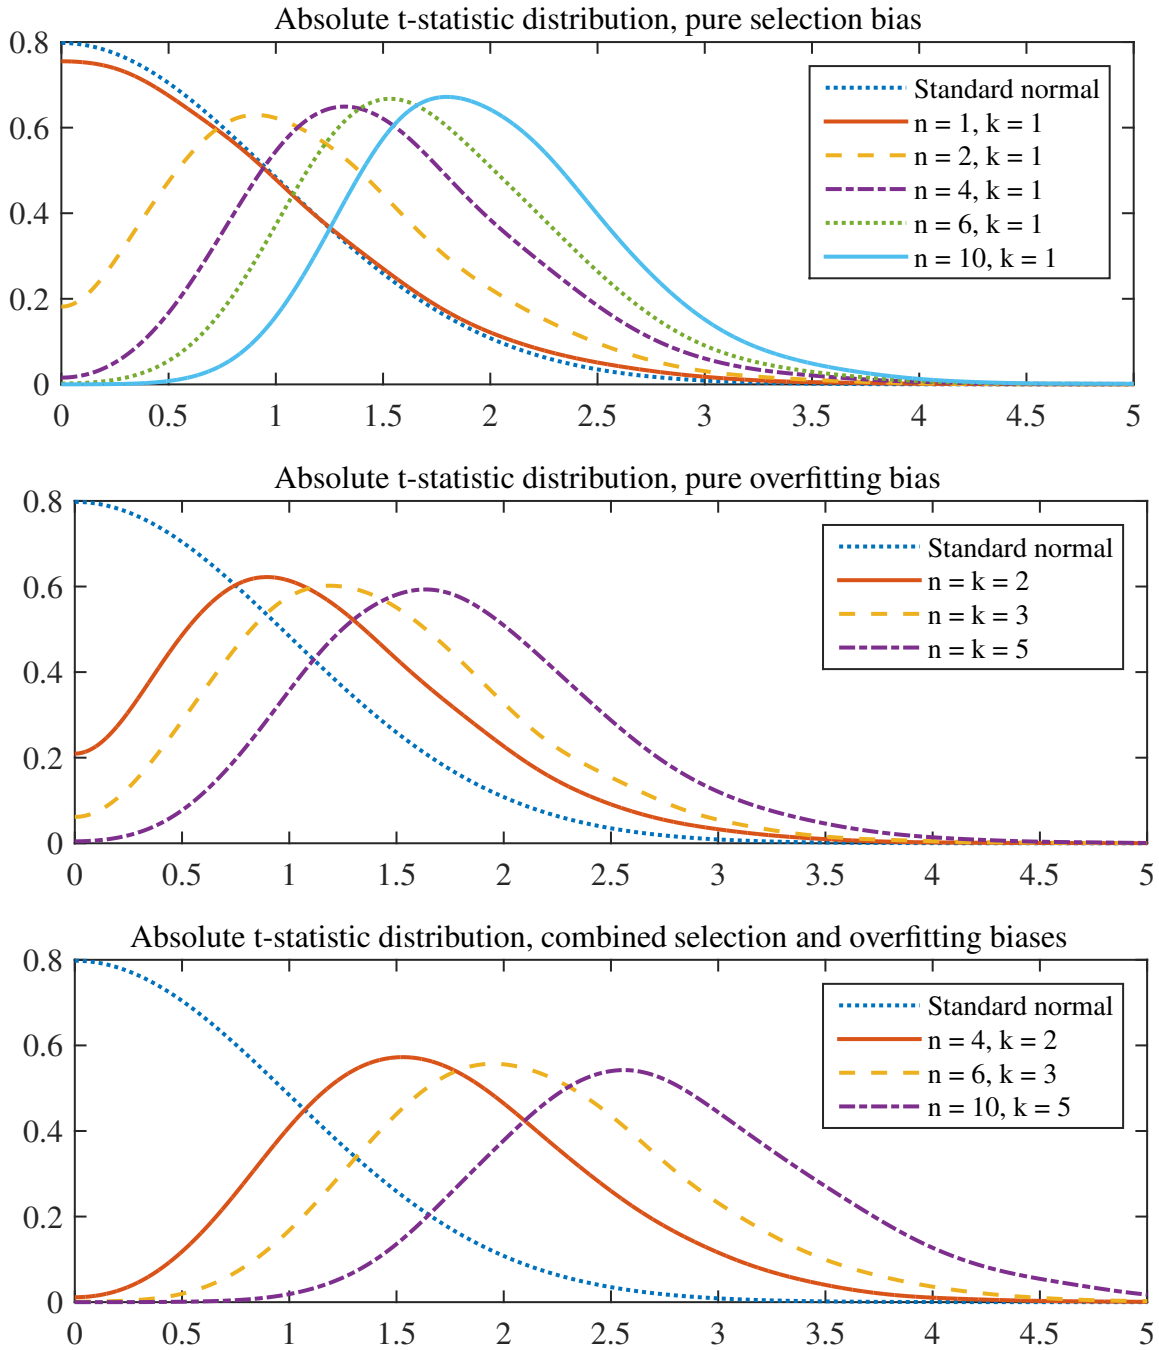 Absolute t-statistic distribution, pure selection bias
0.8
0.6
0.4
0.2
0
0 0.5 1 1.5 2 2.5 3 3.5 4 4.5 5
Standard normal
n = 1, k = 1
n = 2, k = 1
n = 4, k = 1
n = 6, k = 1
n = 10, k = 1
Absolute t-statistic distribution, pure overfitting bias
0.8
0.6
0.4
0.2
0
0 0.5 1 1.5 2 2.5 3 3.5 4 4.5 5
Standard normal
n = k = 2
n = k = 3
n = k = 5
Absolute t-statistic distribution, combined selection and overfitting biases
0.8
0.6
0.4
0.2
0
0 0.5 1 1.5 2 2.5 3 3.5 4 4.5 5
Standard normal
n = 4, k = 2
n = 6, k = 3
n = 10, k = 5